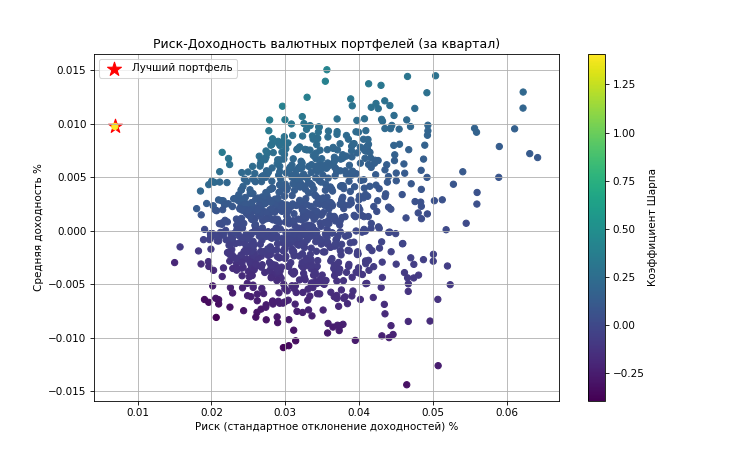 Риск-Доходность валютных портфелей (за квартал)
Лучший портфель
0.015
0.010
0.005
0.000
−0.005
−0.010
−0.015
Средняя доходность %
0.01 0.02 0.03 0.04 0.05 0.06
Риск (стандартное отклонение доходностей) %
1.25
1.00
0.75
0.50
0.25
0.00
−0.25
Коэффициент Шарпа